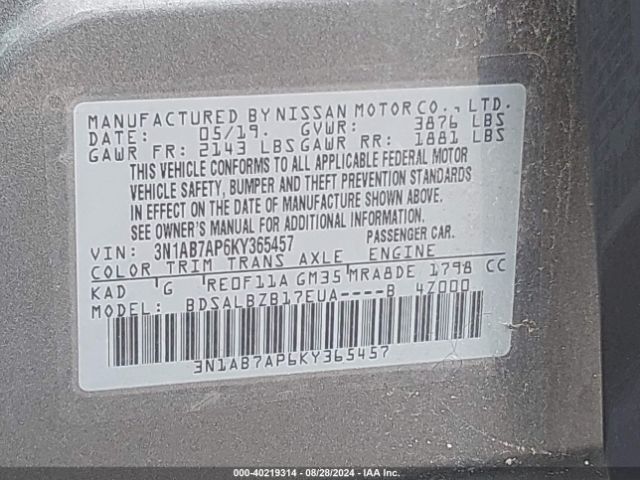 MANUFACTURED BY NISSAN MOTOR CO., LTD.
DATE: 05/19. GVWR: 3876 LBS
GAWR FR: 2143 LBS GAWR RR: 1881 LBS
THIS VEHICLE CONFORMS TO ALL APPLICABLE FEDERAL MOTOR
VEHICLE SAFETY, BUMPER AND THEFT PREVENTION STANDARDS
IN EFFECT ON THE DATE OF MANUFACTURE SHOWN ABOVE.
SEE OWNER'S MANUAL FOR ADDITIONAL INFORMATION.
VIN: 3N1AB7AP6KY365457 PASSENGER CAR.
COLOR TRIM TRANS AXLE ENGINE
KAD G RE0F11A GM35 MRA8DE 1798 CC
MODEL: BDSALBZB17EUA----B 4Z000
3N1AB7AP6KY365457
000-40219314 | 08/28/2024 - IAA Inc.